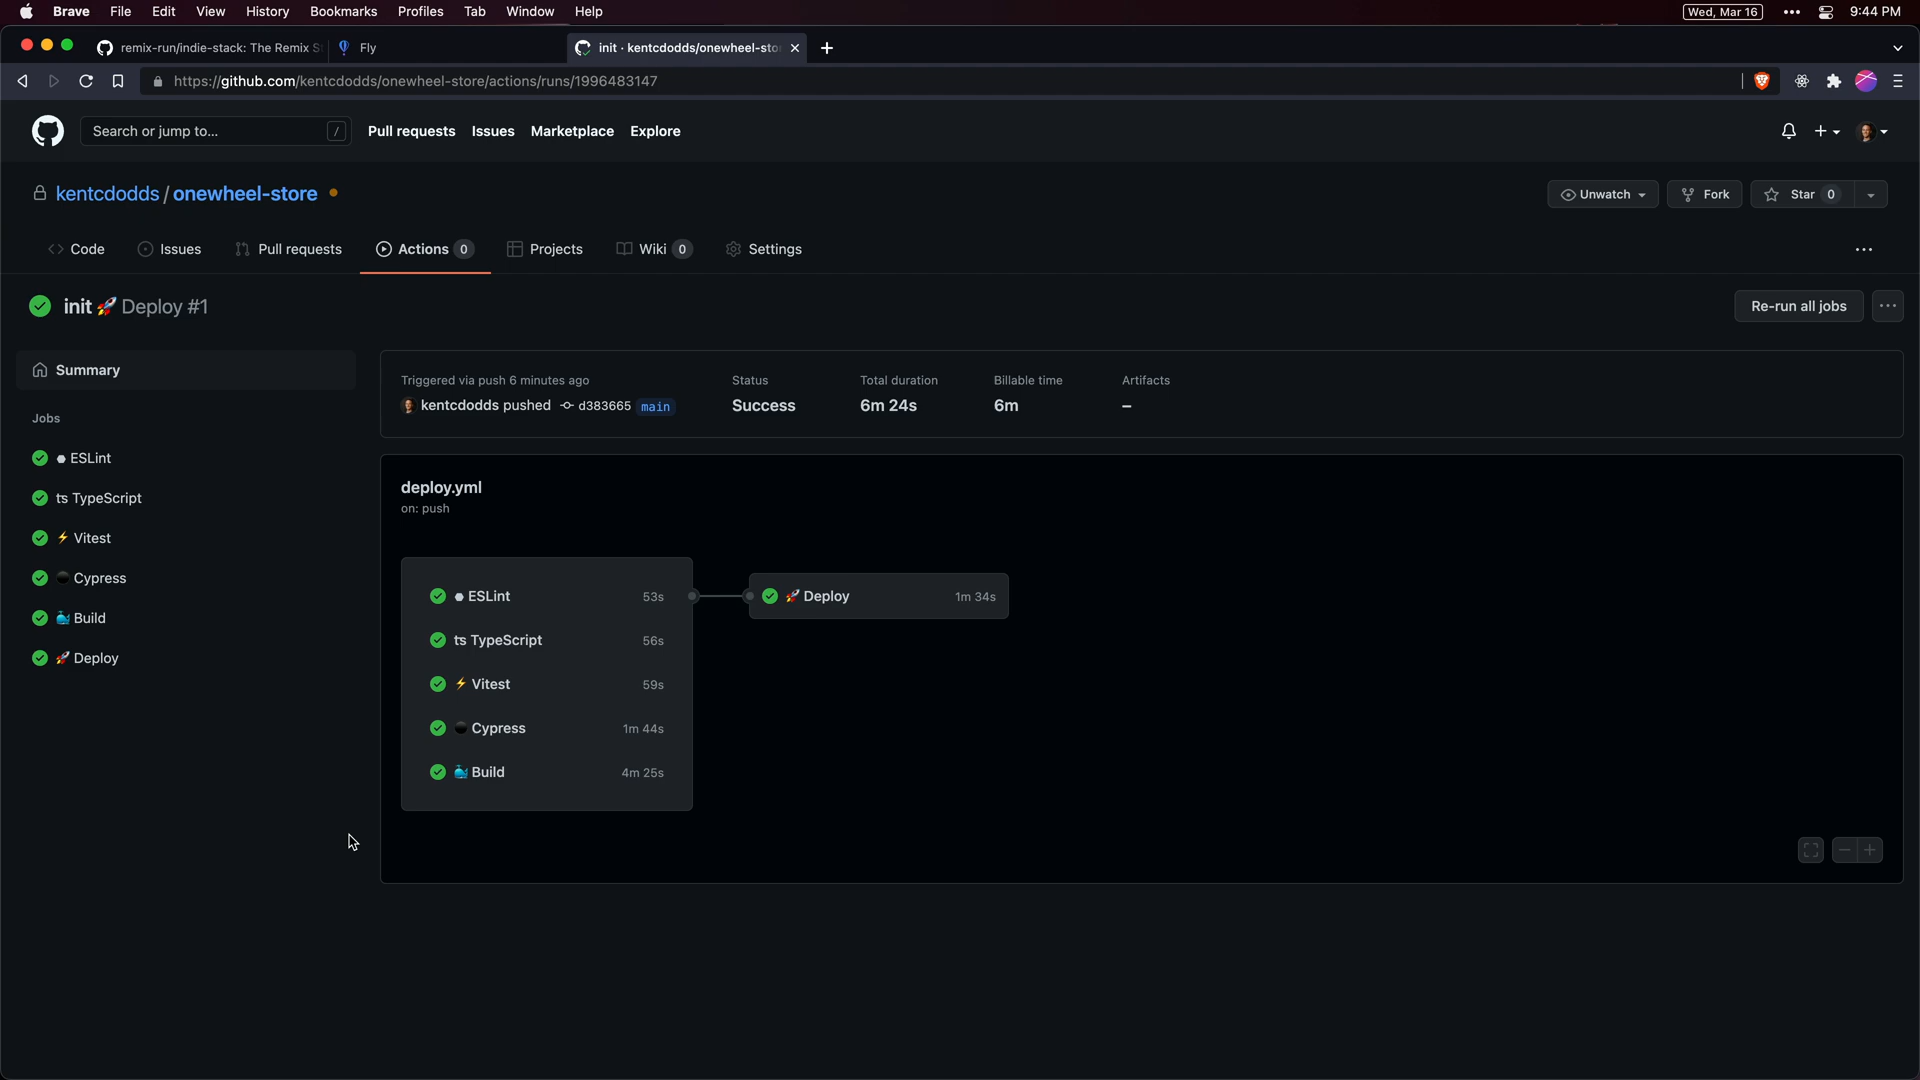 Brave File Edit View History Bookmarks Profiles Tab Window Help Wed, Mar 16 9:44 PM
remix-run/indie-stack: The Remix S Fly init · kentcdodds/onewheel-stor
https://github.com/kentcdodds/onewheel-store/actions/runs/1996483147
Search or jump to... / Pull requests Issues Marketplace Explore
kentcdodds / onewheel-store Unwatch Fork Star 0
Code Issues Pull requests Actions 0 Projects Wiki 0 Settings
init 🚀 Deploy #1 Re-run all jobs
Summary
Triggered via push 6 minutes ago Status Total duration Billable time Artifacts
kentcdodds pushed d383665 main Success 6m 24s 6m –
Jobs
ESLint
ʦ TypeScript
⚡ Vitest
Cypress
🐳 Build
🚀 Deploy
deploy.yml
on: push
ESLint 53s
ʦ TypeScript 56s
⚡ Vitest 59s
Cypress 1m 44s
🐳 Build 4m 25s
🚀 Deploy 1m 34s